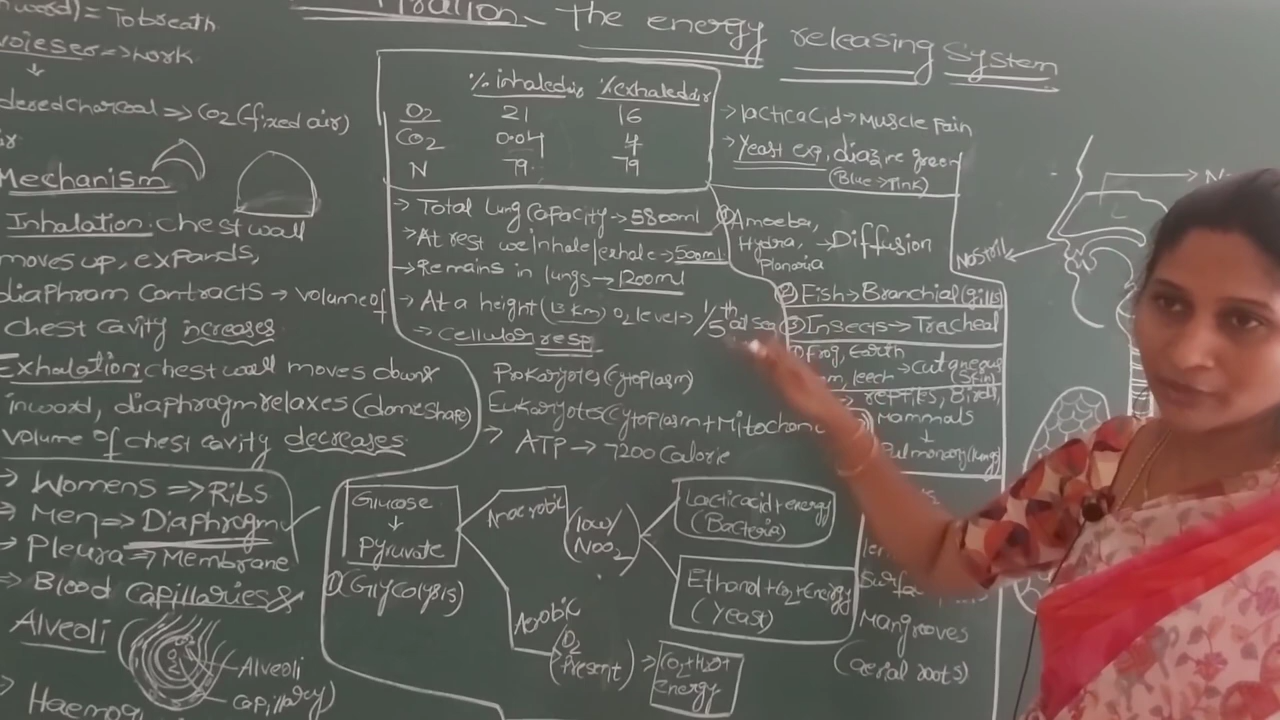 The energy releasing System
= To breath
=> work
=> CO2 (fixed air)
Mechanism
Inhalation: chest wall
moves up, expands,
diaphram contracts → volume of
chest cavity increases
Exhalation: chest wall moves down &
inword, diaphragm relaxes (dome shape)
volume of chest cavity decreases
→ Womens => Ribs
→ Men => Diaphragm
→ Pleura => Membrane
=> Blood capillaries &
Alveoli
Alveoli
capillary)
% inhaled air % exhaled air
O2 21 16
CO2 0.04 4
N 79 79
→ Total lung capacity → 5800ml
→ At rest we inhale/exhale → 500ml
→ Remains in lungs → 1200ml
→ At a height (13 km) O2 level → 1/5th at sea
→ Cellular resp
Prokaryotes (Cytoplasm)
Eukaryotes (Cytoplasm +
→ ATP → 7200 Calorie
Glucose
↓
Pyruvate
① (Glycolysis)
Anaerobic
(low/
No O2)
Lactic acid + energy
(Bacteria)
Ethanol + CO2 + energy
(Yeast)
Aerobic
(O2
Present)
→ CO2 + H2O +
energy
→ lactic acid → Muscle Pain
→ Yeast exp, diazine green
(Blue → Pink)
① Amoeba,
Hydra, → Diffusion
Planaria
② Fish → Branchial (gills)
③ Insects → Tracheal
④ Frog, Earth
leech → cutaneous
(Skin)
→ reptiles, Birds,
Mammals
↓
Pulmonary (lungs)
Mangrooves
(aerial roots)
Nostril